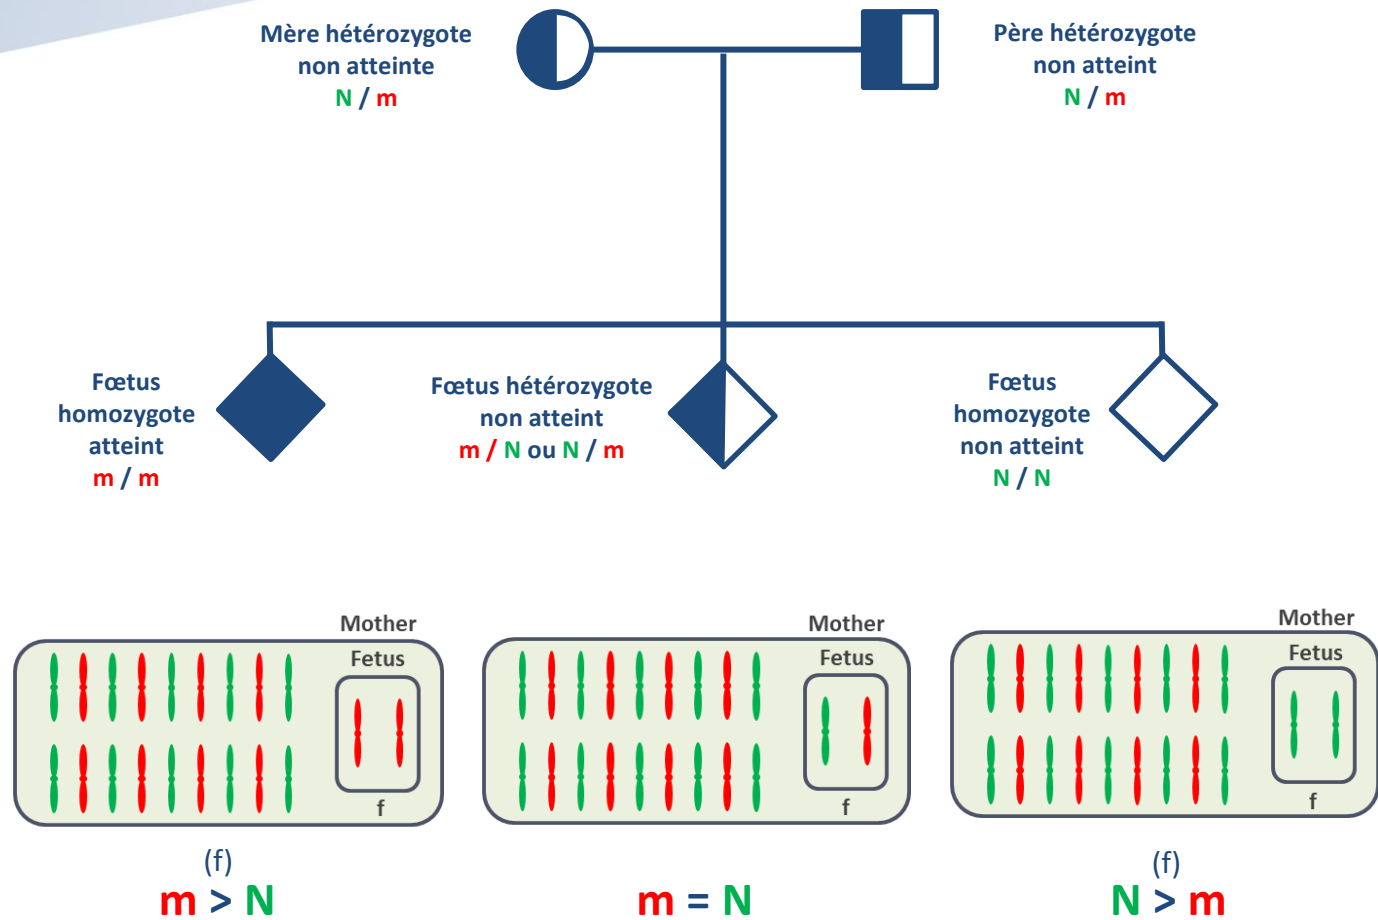 Mère hétérozygote
non atteinte
N / m
Père hétérozygote
non atteint
N / m
Fœtus
homozygote
atteint
m / m
Fœtus hétérozygote
non atteint
m / N ou N / m
Fœtus
homozygote
non atteint
N / N
Mother
Fetus
f
Mother
Fetus
f
Mother
Fetus
f
(f)
m > N
m = N
(f)
N > m